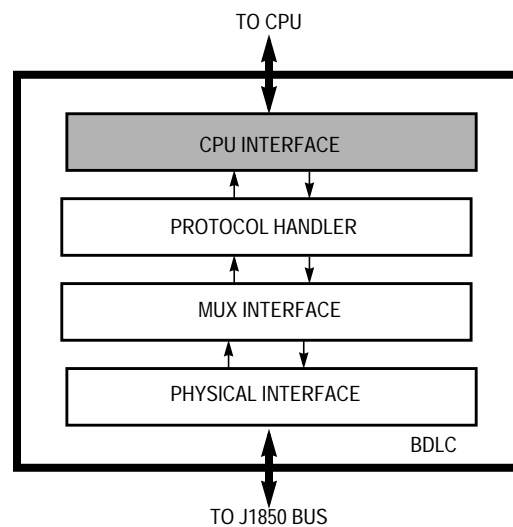 TO CPU
CPU INTERFACE
PROTOCOL HANDLER
MUX INTERFACE
PHYSICAL INTERFACE
BDLC
TO J1850 BUS